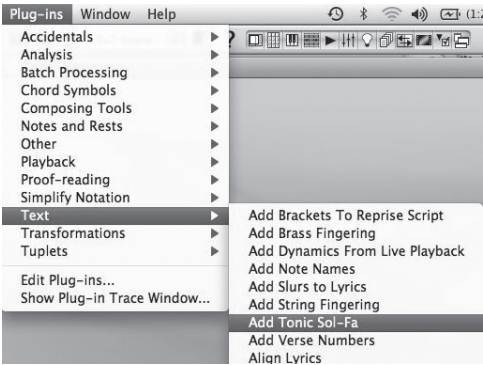 Plug-ins Window Help (1:2
Accidentals
Analysis
Batch Processing
Chord Symbols
Composing Tools
Notes and Rests
Other
Playback
Proof-reading
Simplify Notation
Text
Transformations
Tuplets
Edit Plug-ins...
Show Plug-in Trace Window...
?
Add Brackets To Reprise Script
Add Brass Fingering
Add Dynamics From Live Playback
Add Note Names
Add Slurs to Lyrics
Add String Fingering
Add Tonic Sol-Fa
Add Verse Numbers
Align Lyrics